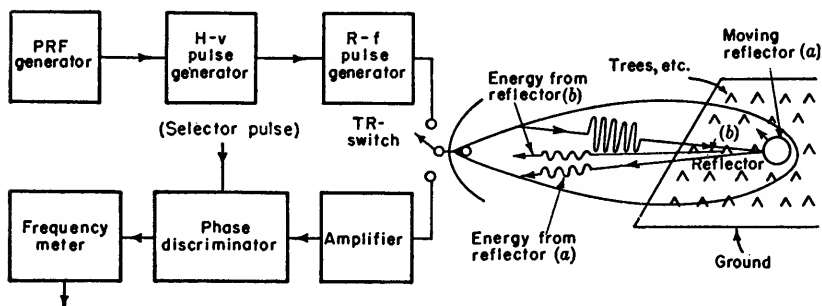 PRF
generator
H-v
pulse
generator
R-f
pulse
generator
Moving
reflector (a)
Trees, etc.
Energy from
reflector(b)
(Selector pulse)
TR-
switch
(b)
Reflector
Frequency
meter
Phase
discriminator
Amplifier
Energy from
reflector (a)
Ground